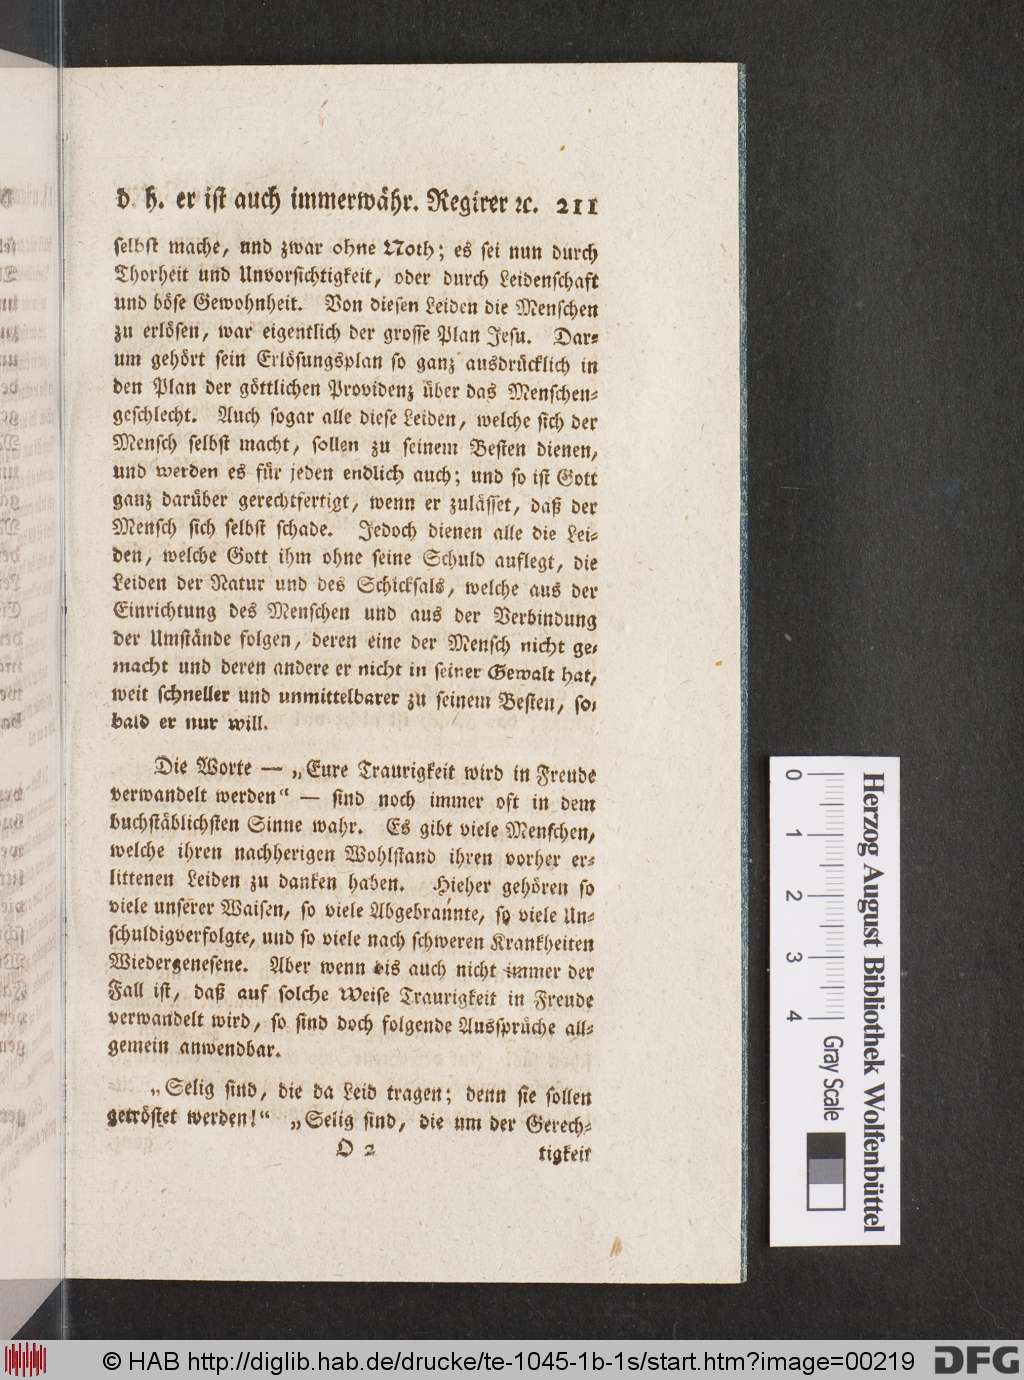 d. h. er ist auch immerwähr. Regirer ꝛc. 211
selbst mache, und zwar ohne Noth; es sei nun durch
Thorheit und Unvorsichtigkeit, oder durch Leidenschaft
und böse Gewohnheit. Von diesen Leiden die Menschen
zu erlösen, war eigentlich der grosse Plan Jesu. Dar-
um gehört sein Erlösungsplan so ganz ausdrücklich in
den Plan der göttlichen Providenz über das Menschen-
geschlecht. Auch sogar alle diese Leiden, welche sich der
Mensch selbst macht, sollen zu seinem Besten dienen,
und werden es für jeden endlich auch; und so ist Gott
ganz darüber gerechtfertigt, wenn er zulässet, daß der
Mensch sich selbst schade. Jedoch dienen alle die Lei-
den, welche Gott ihm ohne seine Schuld auflegt, die
Leiden der Natur und des Schicksals, welche aus der
Einrichtung des Menschen und aus der Verbindung
der Umstände folgen, deren eine der Mensch nicht ge-
macht und deren andere er nicht in seiner Gewalt hat,
weit schneller und unmittelbarer zu seinem Besten, so-
bald er nur will.
Die Worte — „Eure Traurigkeit wird in Freude
verwandelt werden“ — sind noch immer oft in dem
buchstäblichsten Sinne wahr. Es gibt viele Menschen,
welche ihren nachherigen Wohlstand ihren vorher er-
littenen Leiden zu danken haben. Hieher gehören so
viele unserer Waisen, so viele Abgebrannte, so viele Un-
schuldigverfolgte, und so viele nach schweren Krankheiten
Wiedergenesene. Aber wenn dis auch nicht immer der
Fall ist, daß auf solche Weise Traurigkeit in Freude
verwandelt wird, so sind doch folgende Aussprüche all-
gemein anwendbar.
„Selig sind, die da Leid tragen; denn sie sollen
getröstet werden!“ „Selig sind, die um der Gerech-
O 2 tigkeit
0 1 2 3 4
Gray Scale
Herzog August Bibliothek Wolfenbüttel
© HAB http://diglib.hab.de/drucke/te-1045-1b-1s/start.htm?image=00219
DFG